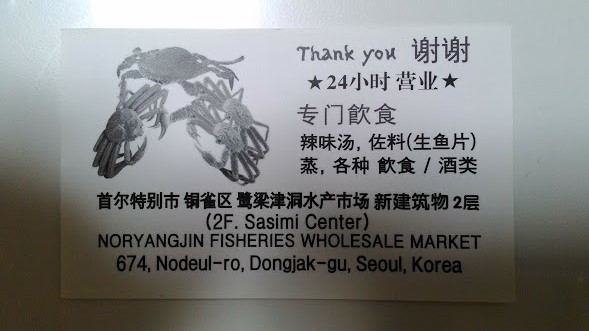 Thank you 谢谢
★24小时 营业★
专门飮食
辣味汤, 佐料(生鱼片)
蒸, 各种 飮食 / 酒类
首尔特别市 铜雀区 鹭梁津洞水产市场 新建筑物 2层
(2F. Sasimi Center)
NORYANGJIN FISHERIES WHOLESALE MARKET
674, Nodeul-ro, Dongjak-gu, Seoul, Korea